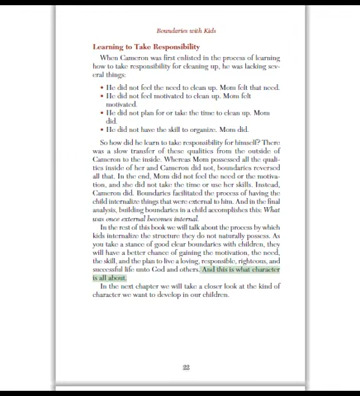 Boundaries with Kids
Learning to Take Responsibility
When Cameron was first enlisted in the process of learning
how to take responsibility for cleaning up, he was lacking sev-
eral things:
• He did not feel the need to clean up. Mom felt that need.
• He did not feel motivated to clean up. Mom felt
motivated.
• He did not plan for or take the time to clean up. Mom
did.
• He did not have the skill to organize. Mom did.
So how did he learn to take responsibility for himself? There
was a slow transfer of these qualities from the outside of
Cameron to the inside. Whereas Mom possessed all the quali-
ties inside of her and Cameron did not, boundaries reversed
all that. In the end, Mom did not feel the need or the motiva-
tion, and she did not take the time or use her skills. Instead,
Cameron did. Boundaries facilitated the process of having the
child internalize things that were external to him. And in the final
analysis, building boundaries in a child accomplishes this: What
was once external becomes internal.
In the rest of this book we will talk about the process by which
kids internalize the structure they do not naturally possess. As
you take a stance of good clear boundaries with children, they
will have a better chance of gaining the motivation, the need,
the skill, and the plan to live a loving, responsible, righteous, and
successful life unto God and others. And this is what character
is all about.
In the next chapter we will take a closer look at the kind of
character we want to develop in our children.
22